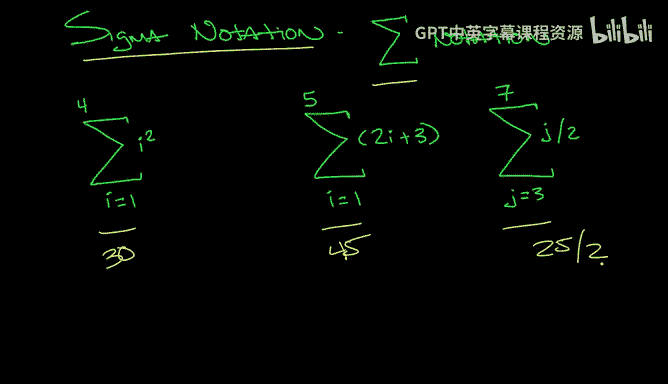 Sigma Notation - ∑ Notation
GPT中英字幕课程资源 bilibili
4 5 7
∑ i² ∑ (2i+3) ∑ j/2
i=1 i=1 j=3
30 45 25/2.